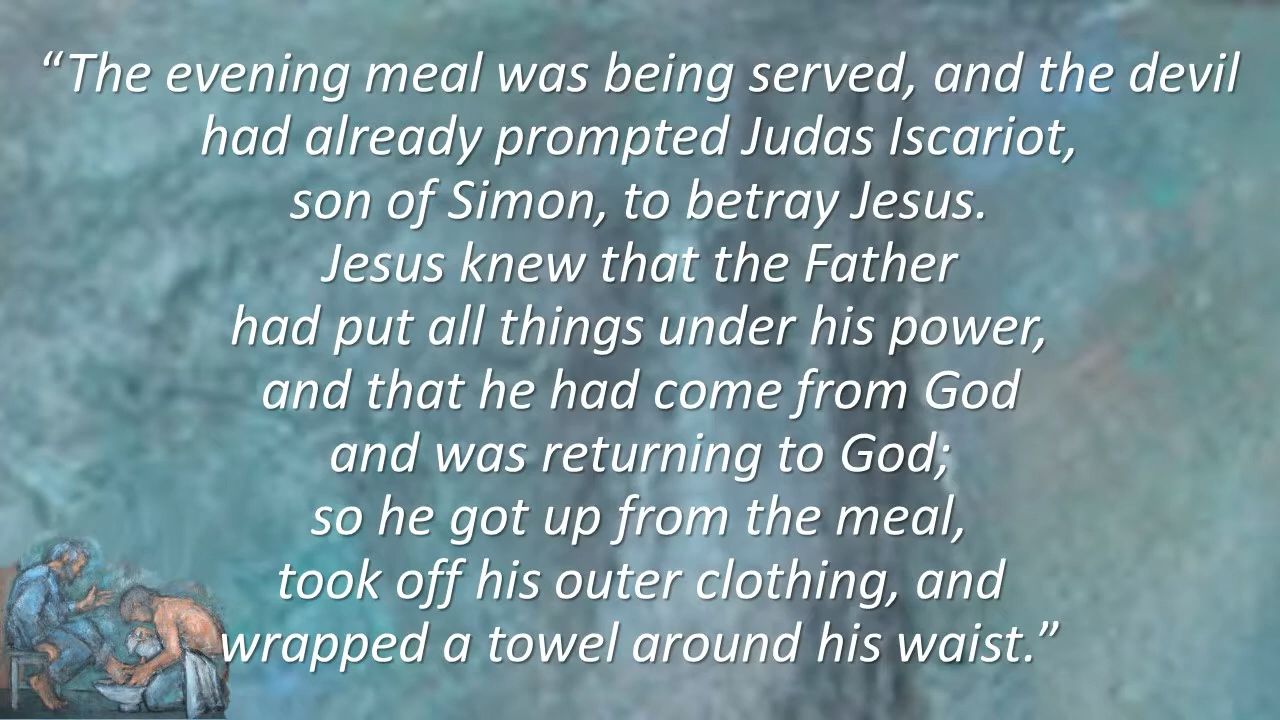 “The evening meal was being served, and the devil
had already prompted Judas Iscariot,
son of Simon, to betray Jesus.
Jesus knew that the Father
had put all things under his power,
and that he had come from God
and was returning to God;
so he got up from the meal,
took off his outer clothing, and
wrapped a towel around his waist.”